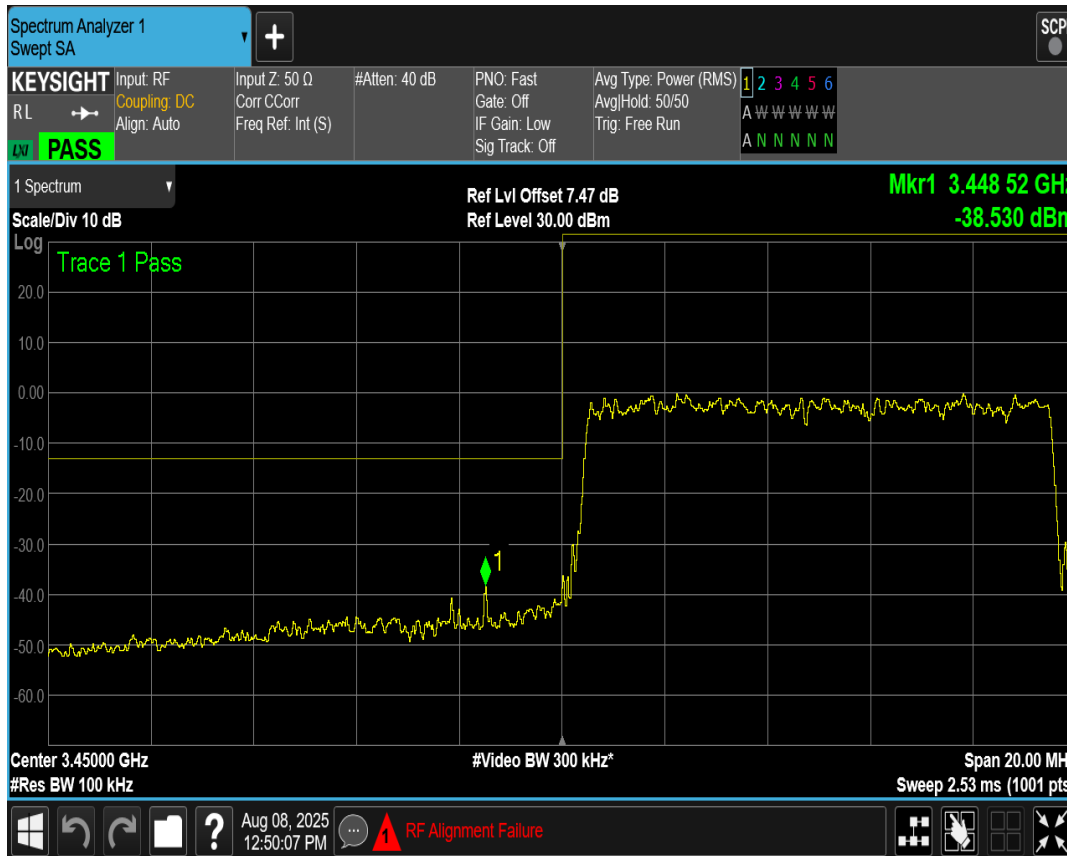 Spectrum Analyzer 1
Swept SA
+
SCP
KEYSIGHT
RL
LXI PASS
Input: RF
Coupling: DC
Align: Auto
Input Z: 50 Ω
Corr CCorr
Freq Ref: Int (S)
#Atten: 40 dB
PNO: Fast
Gate: Off
IF Gain: Low
Sig Track: Off
Avg Type: Power (RMS)
Avg|Hold: 50/50
Trig: Free Run
1 2 3 4 5 6
A W W W W W
A N N N N N
1 Spectrum
Scale/Div 10 dB
Ref Lvl Offset 7.47 dB
Ref Level 30.00 dBm
Mkr1 3.448 52 GHz
-38.530 dBm
Log
Trace 1 Pass
20.0
10.0
0.00
-10.0
-20.0
-30.0
-40.0
-50.0
-60.0
1
Center 3.45000 GHz
#Res BW 100 kHz
#Video BW 300 kHz*
Span 20.00 MH
Sweep 2.53 ms (1001 pts
?
Aug 08, 2025
12:50:07 PM
1
RF Alignment Failure